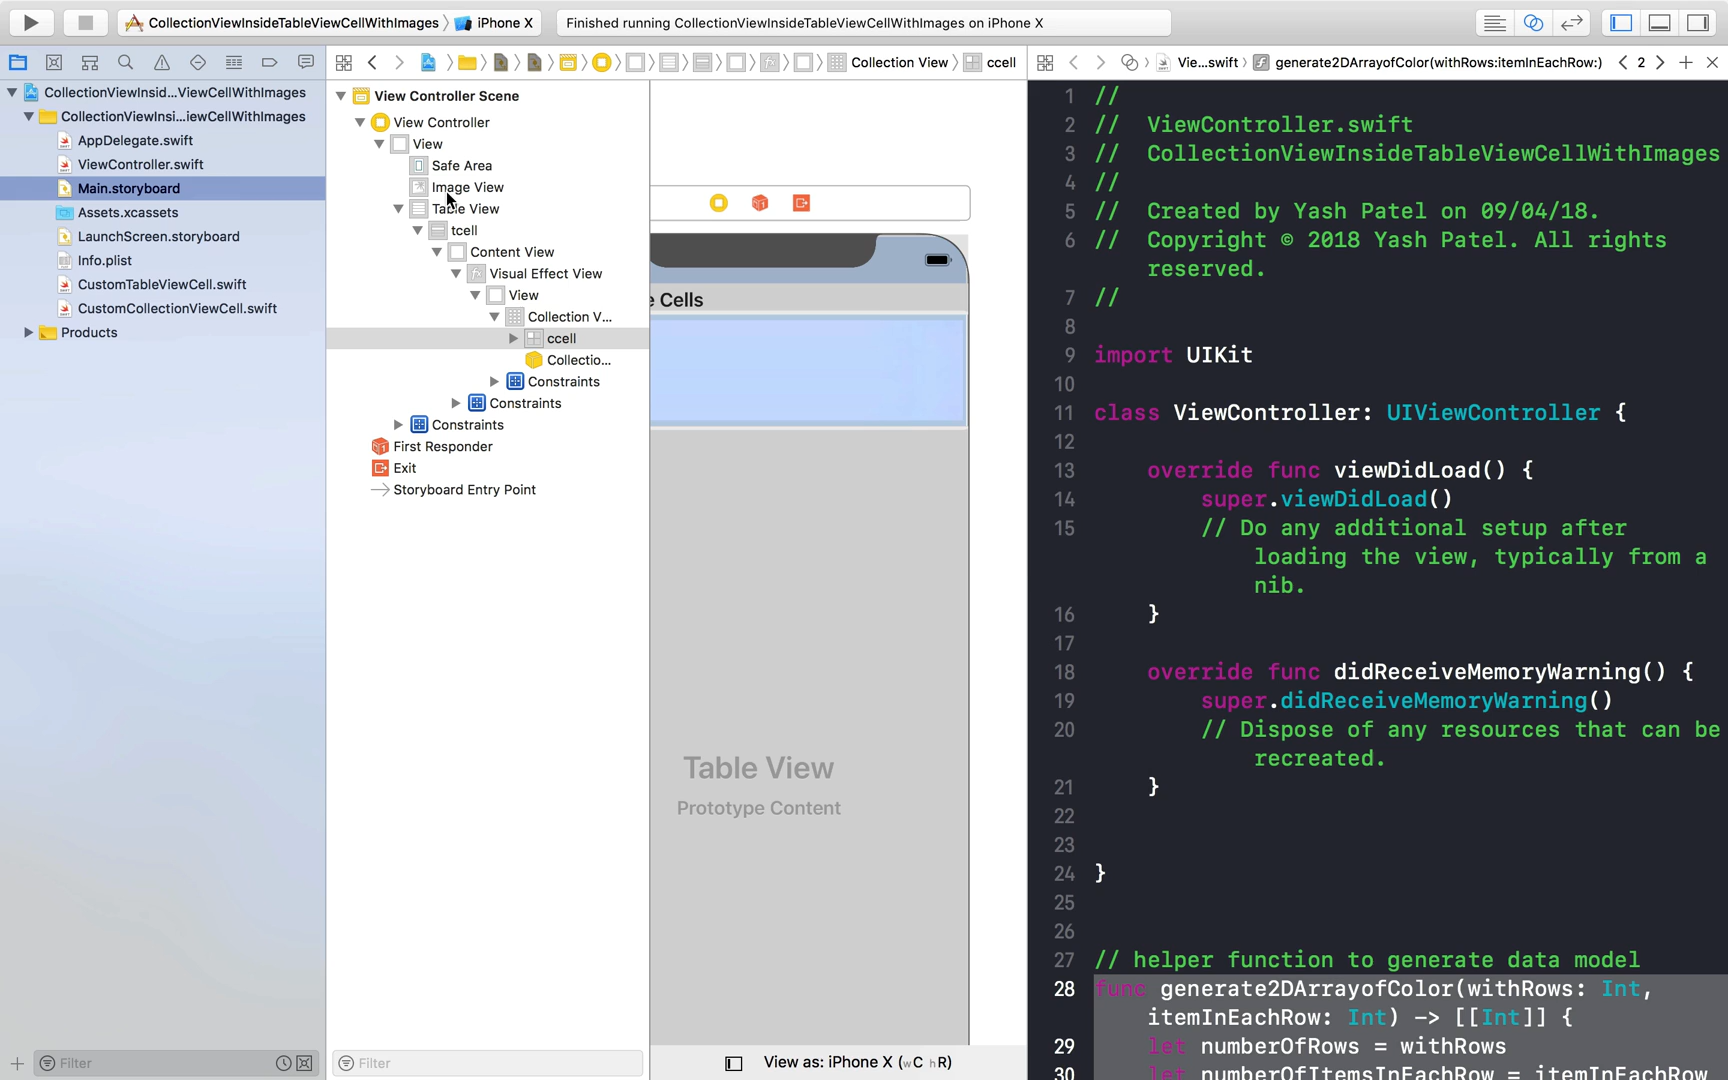 CollectionViewInsideTableViewCellWithImages
iPhone X
Finished running CollectionViewInsideTableViewCellWithImages on iPhone X
Collection View
ccell
Vie...swift
generate2DArrayofColor(withRows:itemInEachRow:)
2
CollectionViewInsid...ViewCellWithImages
CollectionViewInsi...iewCellWithImages
AppDelegate.swift
ViewController.swift
Main.storyboard
Assets.xcassets
LaunchScreen.storyboard
Info.plist
CustomTableViewCell.swift
CustomCollectionViewCell.swift
Products
Filter
View Controller Scene
View Controller
View
Safe Area
Image View
Table View
tcell
Content View
Visual Effect View
View
Collection V...
ccell
Collectio...
Constraints
Constraints
Constraints
First Responder
Exit
Storyboard Entry Point
Filter
e Cells
Table View
Prototype Content
View as: iPhone X (wC hR)
1 //
2 // ViewController.swift
3 // CollectionViewInsideTableViewCellWithImages
4 //
5 // Created by Yash Patel on 09/04/18.
6 // Copyright © 2018 Yash Patel. All rights
reserved.
7 //
8
9 import UIKit
10
11 class ViewController: UIViewController {
12
13 override func viewDidLoad() {
14 super.viewDidLoad()
15 // Do any additional setup after
loading the view, typically from a
nib.
16 }
17
18 override func didReceiveMemoryWarning() {
19 super.didReceiveMemoryWarning()
20 // Dispose of any resources that can be
recreated.
21 }
22
23
24 }
25
26
27 // helper function to generate data model
28 func generate2DArrayofColor(withRows: Int,
itemInEachRow: Int) -> [[Int]] {
29 let numberOfRows = withRows
30 let numberOfItemsInEachRow = itemInEachRow